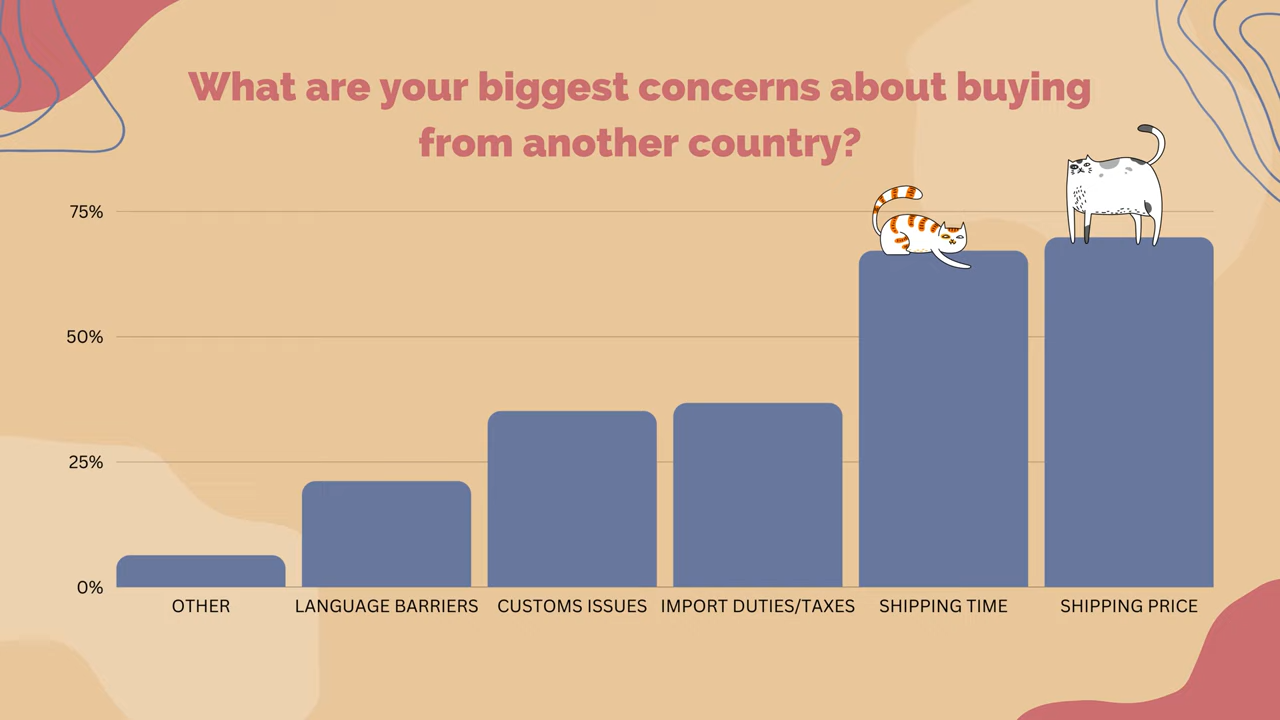 What are your biggest concerns about buying
from another country?
75%
50%
25%
0%
OTHER
LANGUAGE BARRIERS
CUSTOMS ISSUES
IMPORT DUTIES/TAXES
SHIPPING TIME
SHIPPING PRICE